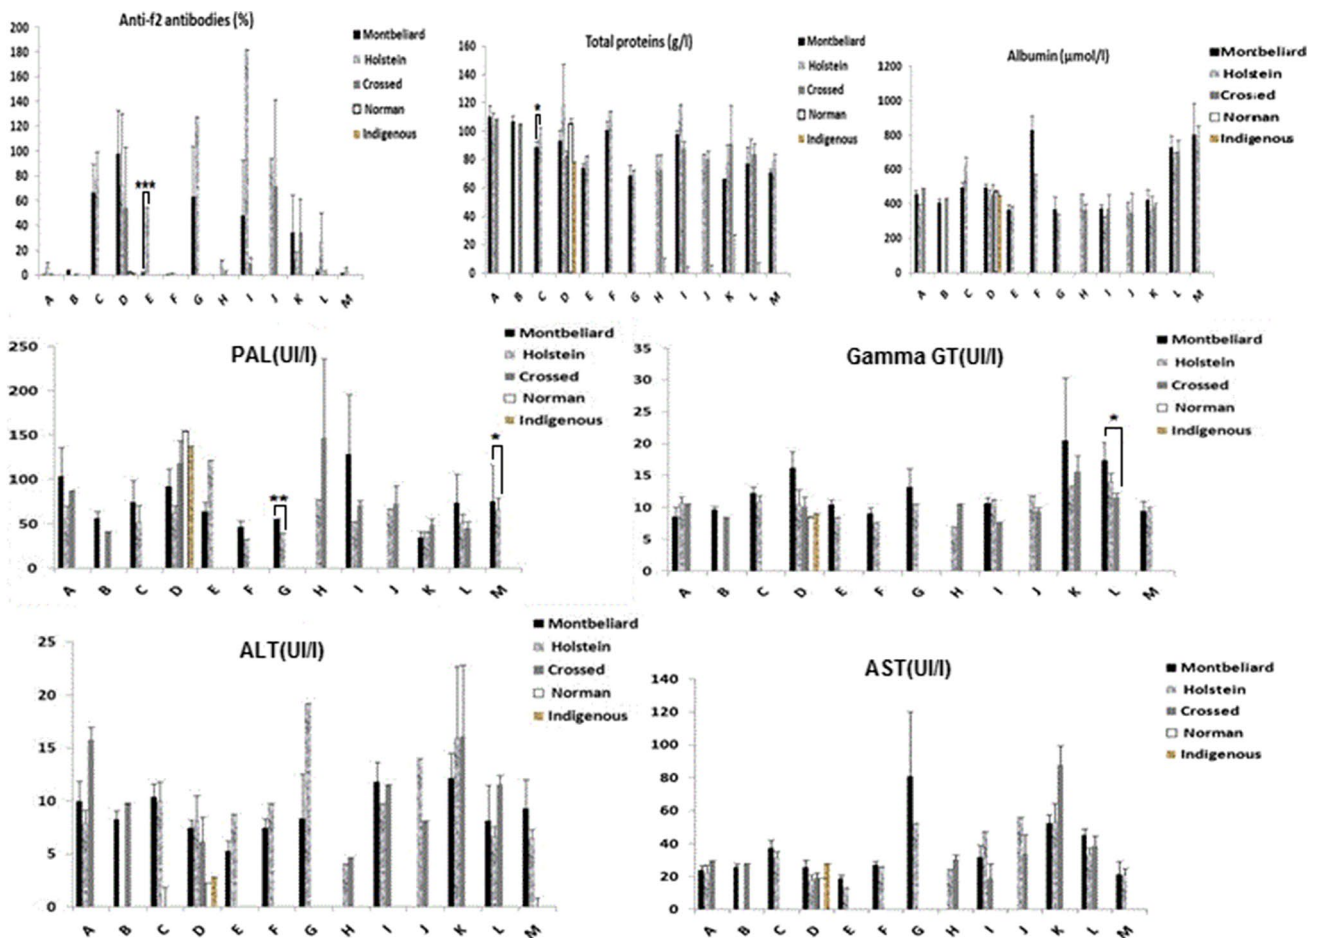 Anti-f2 antibodies (%)
200
180
160
140
120
100
80
60
40
20
0
***
A B C D E F G H I J K L M
Montbeliard
Holstein
Crossed
Norman
Indigenous
Total proteins (g/l)
160
140
120
100
80
60
40
20
0
*
A B C D E F G H I J K L M
Montbeliard
Holstein
Crossed
Norman
Indigenous
Albumin (µmol/l)
1200
1000
800
600
400
200
0
A B C D E F G H I J K L M
Montbeliard
Holstein
Crossed
Norman
Indigenous
PAL(UI/l)
250
200
150
100
50
0
**
*
A B C D E F G H I J K L M
Montbeliard
Holstein
Crossed
Norman
Indigenous
Gamma GT(UI/l)
35
30
25
20
15
10
5
0
*
A B C D E F G H I J K L M
Montbeliard
Holstein
Crossed
Norman
Indigenous
ALT(UI/l)
25
20
15
10
5
0
A B C D E F G H I J K L M
Montbeliard
Holstein
Crossed
Norman
Indigenous
AST(UI/l)
140
120
100
80
60
40
20
0
A B C D E F G H I J K L M
Montbeliard
Holstein
Crossed
Norman
Indigenous